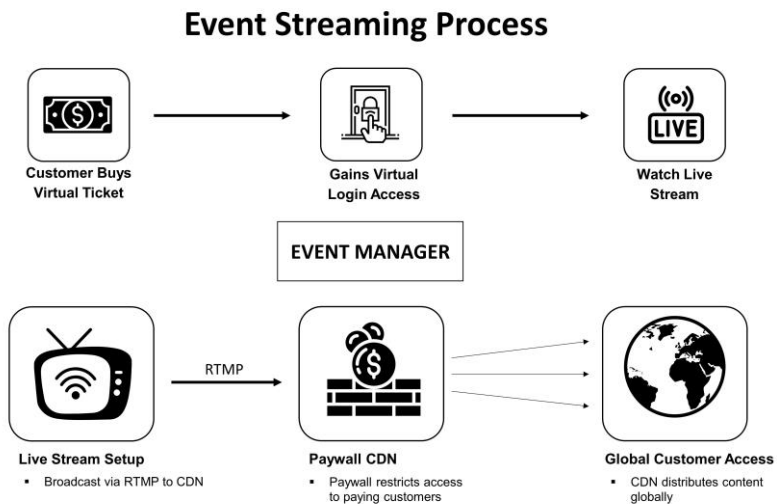 Event Streaming Process
LIVE
Customer Buys
Virtual Ticket
Gains Virtual
Login Access
Watch Live
Stream
EVENT MANAGER
RTMP
Live Stream Setup
▪ Broadcast via RTMP to CDN
Paywall CDN
▪ Paywall restricts access
to paying customers
Global Customer Access
▪ CDN distributes content
globally